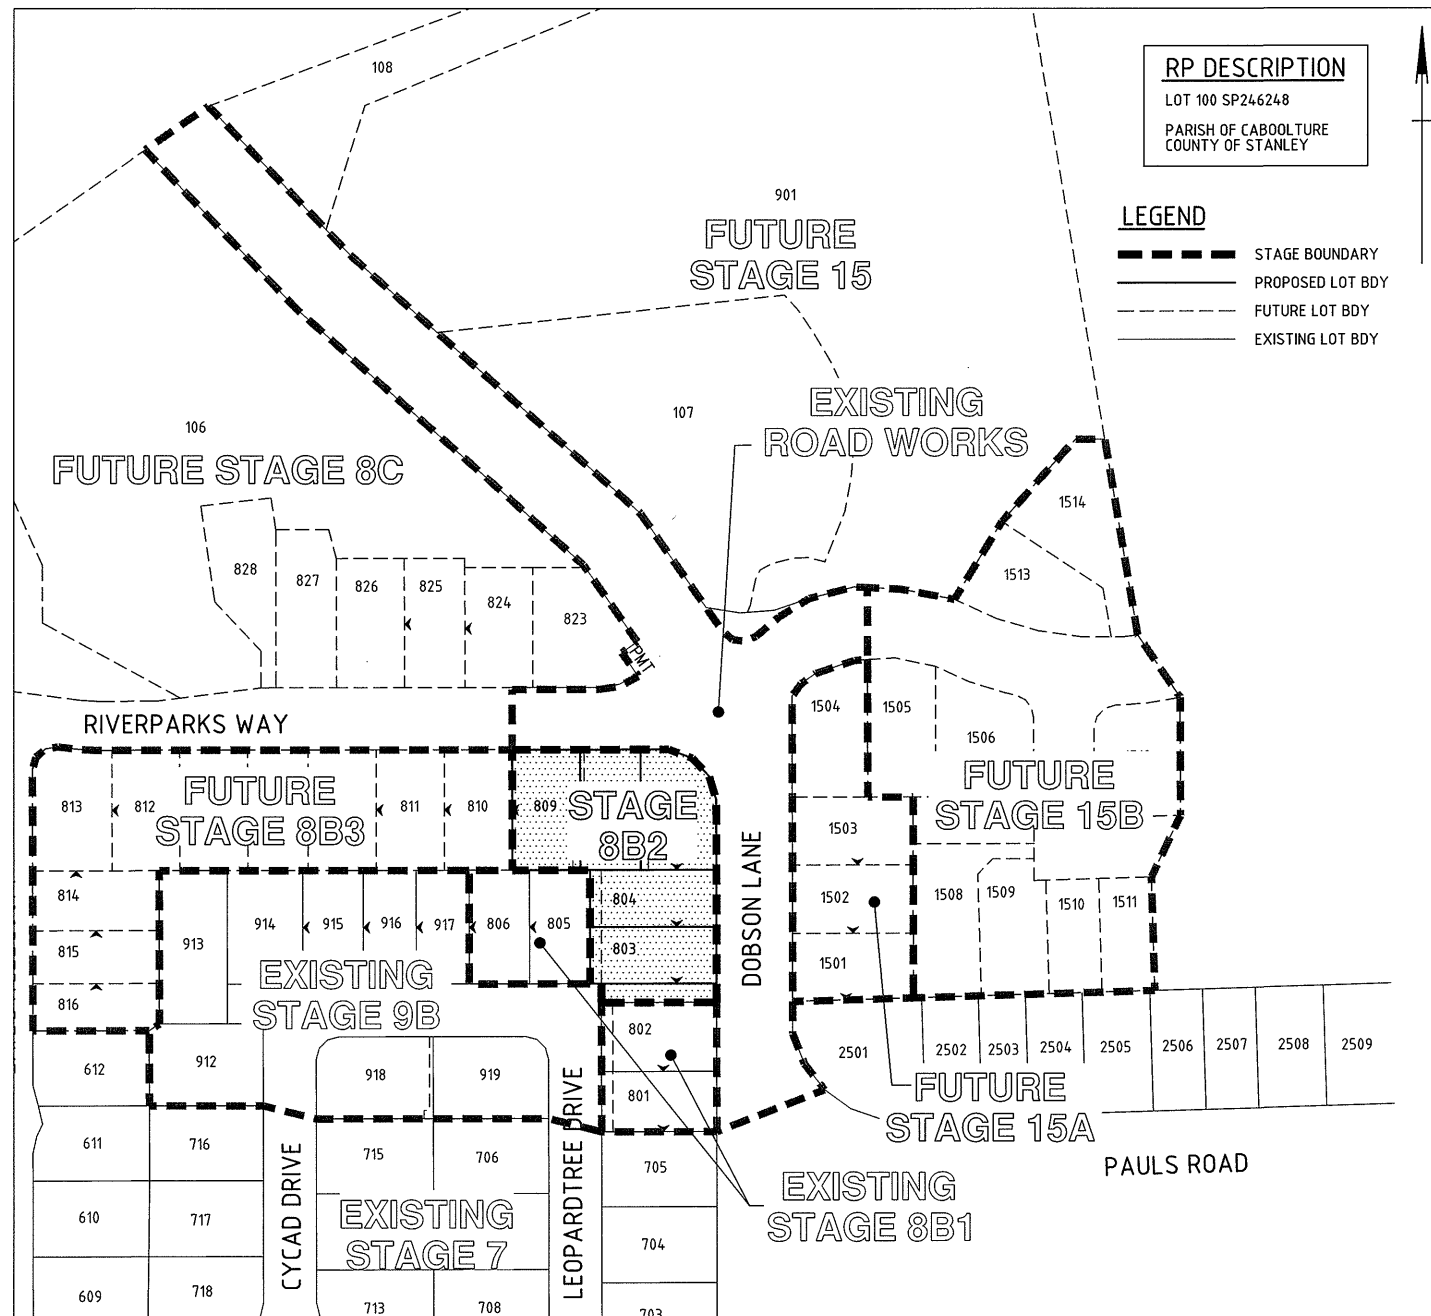 108
RP DESCRIPTION
LOT 100 SP246248
PARISH OF CABOOLTURE
COUNTY OF STANLEY
901
FUTURE
STAGE 15
LEGEND
STAGE BOUNDARY
PROPOSED LOT BDY
FUTURE LOT BDY
EXISTING LOT BDY
107
EXISTING
ROAD WORKS
106
FUTURE STAGE 8C
828
827
826
825
824
823
PMT
1514
1513
RIVERPARKS WAY
1504
1505
1506
FUTURE
STAGE 15B
813
812
FUTURE
STAGE 8B3
811
810
809
STAGE
8B2
DOBSON LANE
1503
1502
1501
1508
1509
1510
1511
814
815
816
913
914
915
916
917
806
805
804
803
EXISTING
STAGE 9B
802
801
612
912
918
919
LEOPARDTREE DRIVE
2501
2502
2503
2504
2505
2506
2507
2508
2509
FUTURE
STAGE 15A
PAULS ROAD
611
716
CYCAD DRIVE
715
706
705
EXISTING
STAGE 8B1
610
717
EXISTING
STAGE 7
704
609
718
713
708
703